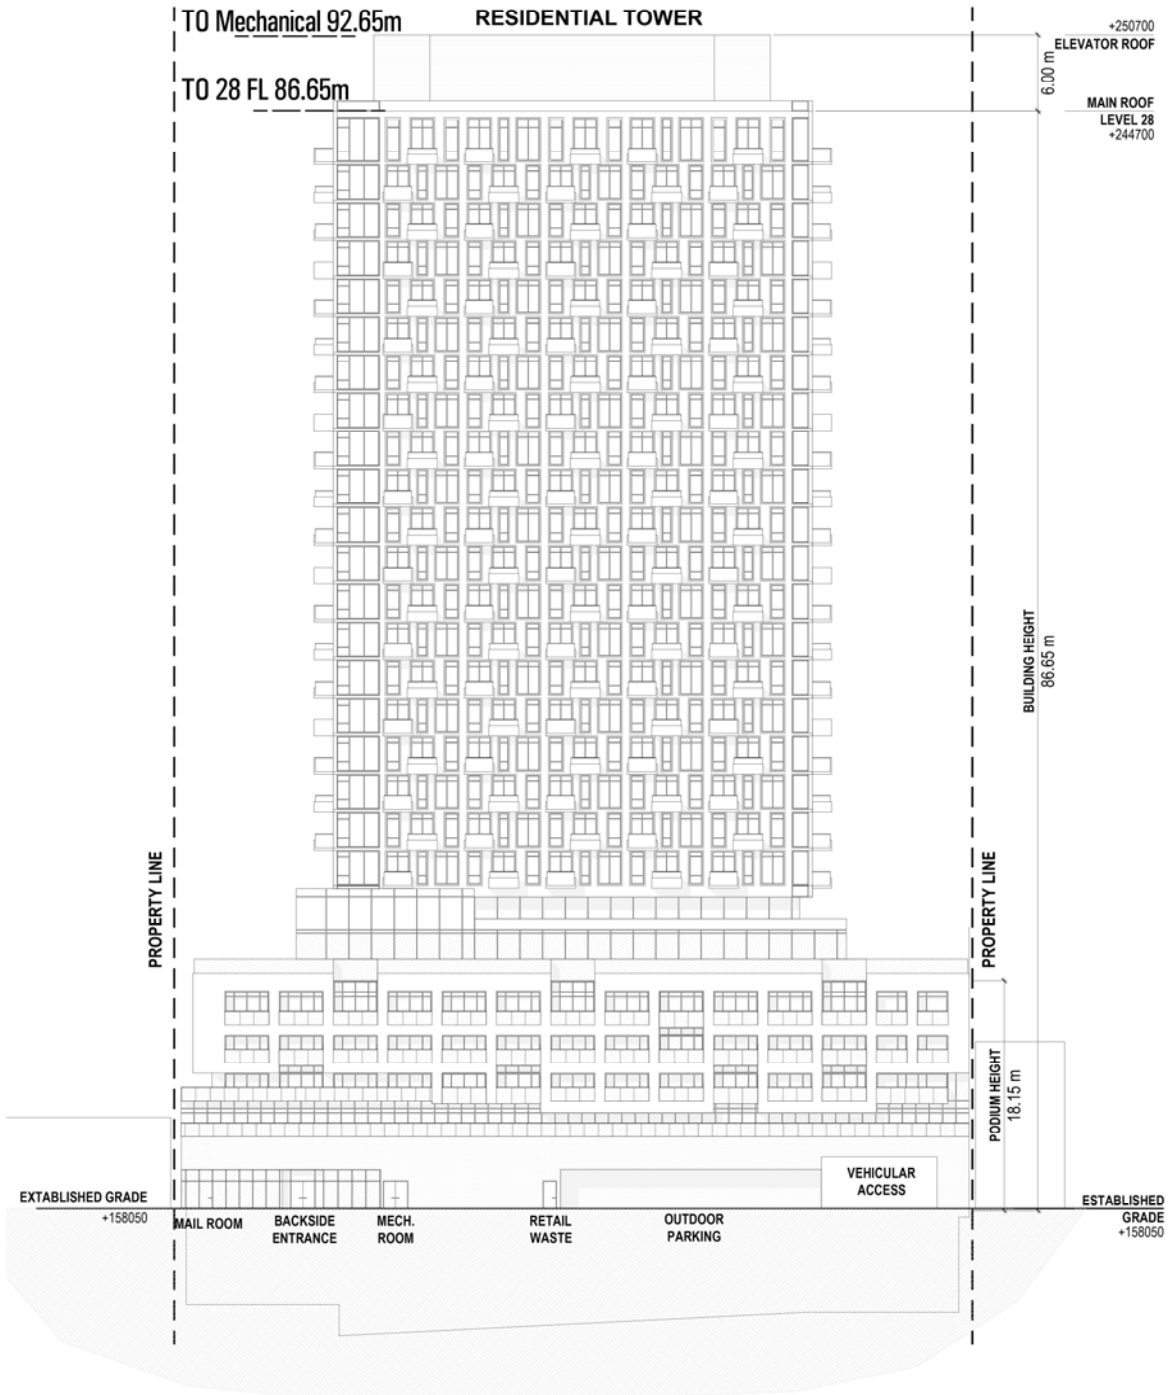 TO Mechanical 92.65m
RESIDENTIAL TOWER
+250700
ELEVATOR ROOF
6.00 m
TO 28 FL 86.65m
MAIN ROOF
LEVEL 28
+244700
BUILDING HEIGHT
86.65 m
PROPERTY LINE
PROPERTY LINE
PODIUM HEIGHT
18.15 m
VEHICULAR
ACCESS
EXTABLISHED GRADE
+158050
ESTABLISHED
GRADE
+158050
MAIL ROOM
BACKSIDE
ENTRANCE
MECH.
ROOM
RETAIL
WASTE
OUTDOOR
PARKING